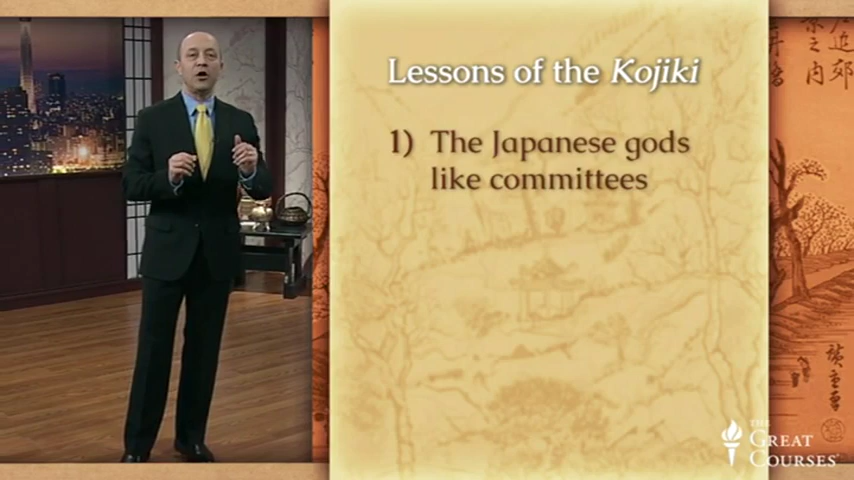 Lessons of the Kojiki
1) The Japanese gods
like committees
THE
GREAT
COURSES